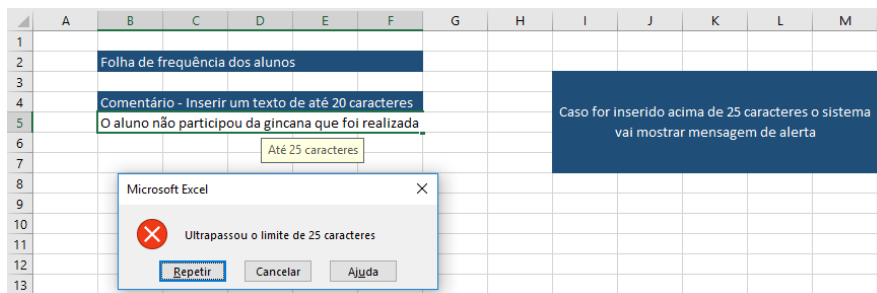 A B C D E F G H I J K L M
1
2 Folha de frequência dos alunos
3
4 Comentário - Inserir um texto de até 20 caracteres
5 O aluno não participou da gincana que foi realizada
6
7
8
9
10
11
12
13
Até 25 caracteres
Caso for inserido acima de 25 caracteres o sistema
vai mostrar mensagem de alerta
Microsoft Excel
Ultrapassou o limite de 25 caracteres
Repetir Cancelar Ajuda